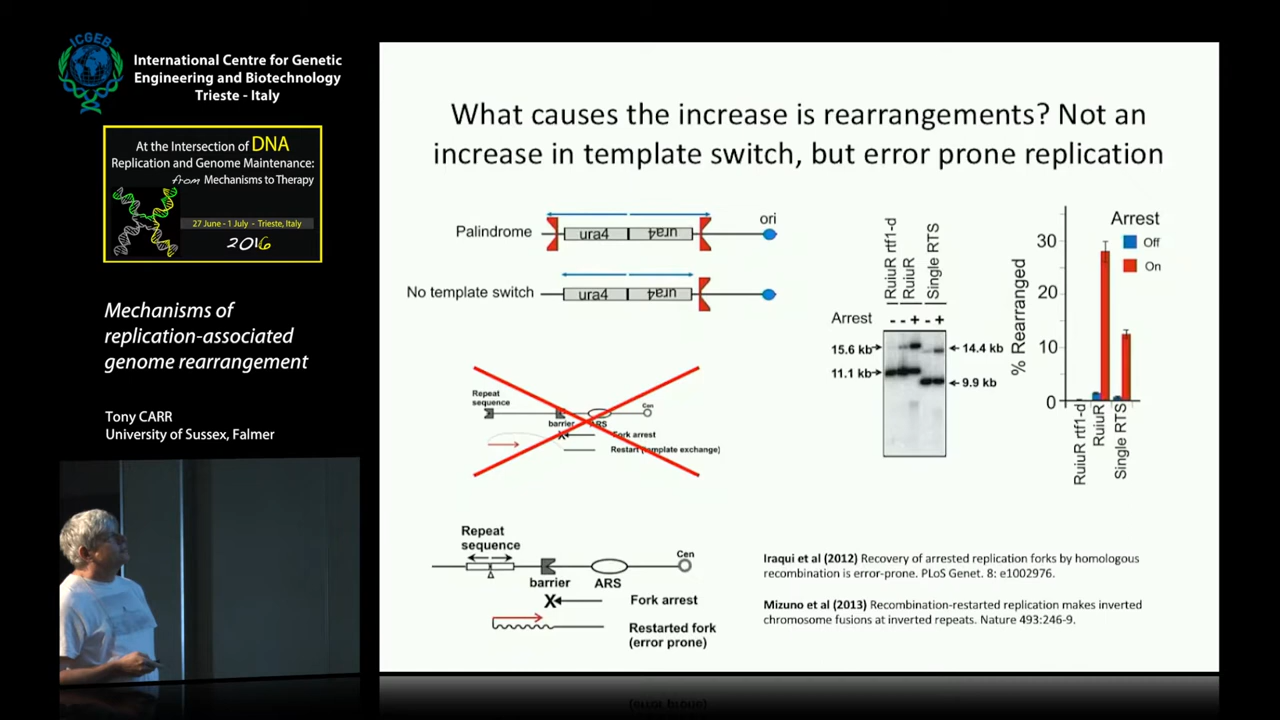 ICGEB
International Centre for Genetic
Engineering and Biotechnology
Trieste - Italy
At the Intersection of DNA
Replication and Genome Maintenance:
from Mechanisms to Therapy
27 June - 1 July - Trieste, Italy
2016
Mechanisms of
replication-associated
genome rearrangement
Tony CARR
University of Sussex, Falmer
What causes the increase is rearrangements? Not an
increase in template switch, but error prone replication
Palindrome
ura4
ura4
ori
No template switch
ura4
ura4
Repeat
sequence
Cen
barrier
ARS
X
Fork arrest
Restart (template exchange)
Repeat
sequence
Cen
barrier
ARS
X
Fork arrest
Restarted fork
(error prone)
RuiuR rtf1-d
RuiuR
Single RTS
Arrest
- - + - +
15.6 kb
14.4 kb
11.1 kb
9.9 kb
Arrest
Off
On
% Rearranged
30
20
10
0
RuiuR rtf1-d
RuiuR
Single RTS
Iraqui et al (2012) Recovery of arrested replication forks by homologous
recombination is error-prone. PLoS Genet. 8: e1002976.
Mizuno et al (2013) Recombination-restarted replication makes inverted
chromosome fusions at inverted repeats. Nature 493:246-9.